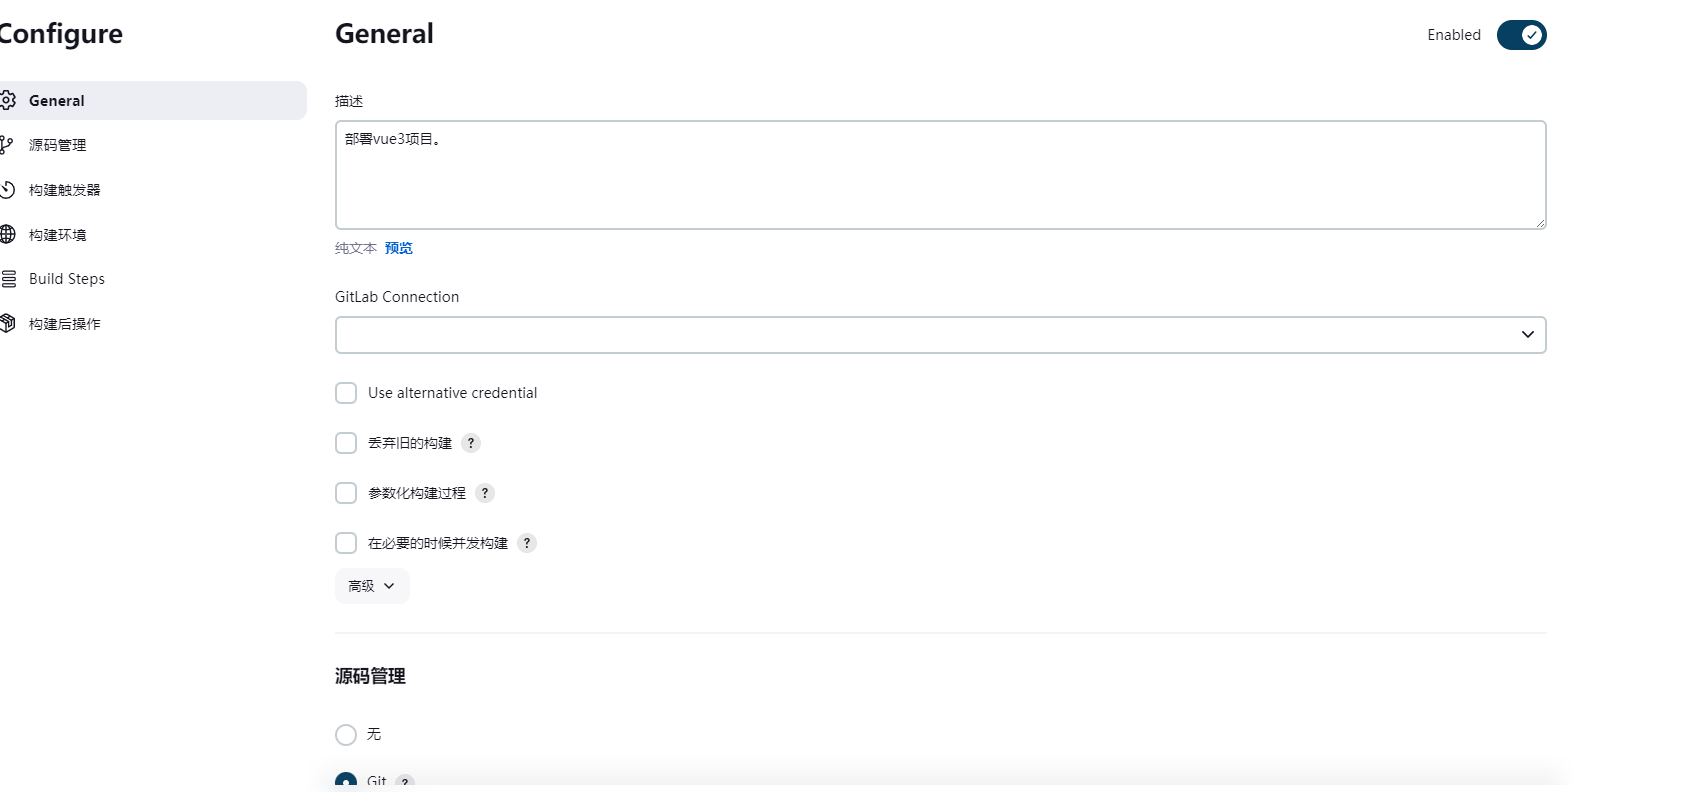 Configure
General
源码管理
构建触发器
构建环境
Build Steps
构建后操作
General
Enabled
描述
部署vue3项目。
纯文本 预览
GitLab Connection
Use alternative credential
丢弃旧的构建 ?
参数化构建过程 ?
在必要的时候并发构建 ?
高级
源码管理
无
Git ?